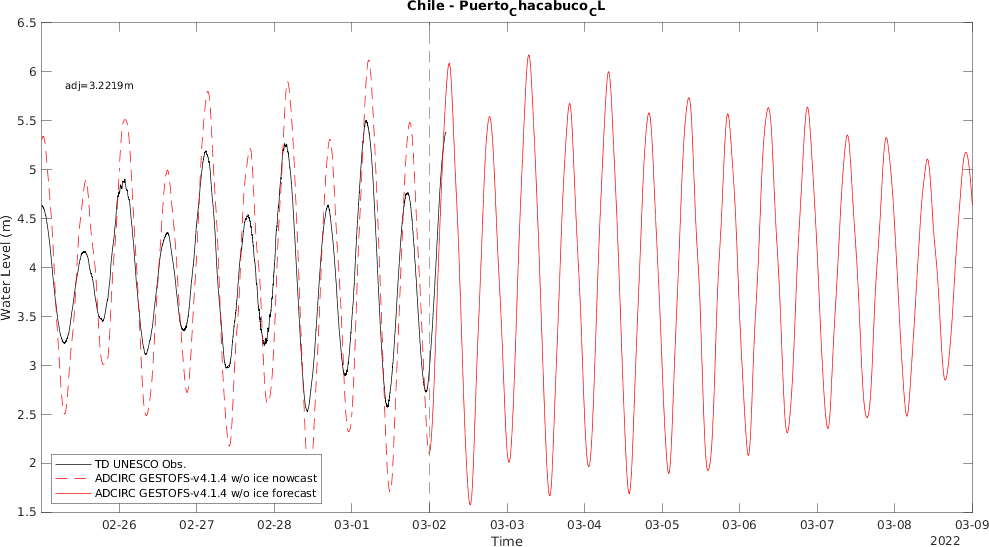 Chile - Puerto_Chacabuco_CL
6.5
6
5.5
5
4.5
4
3.5
3
2.5
2
1.5
Water Level (m)
adj=3.2219m
TD UNESCO Obs.
ADCIRC GESTOFS-v4.1.4 w/o ice nowcast
ADCIRC GESTOFS-v4.1.4 w/o ice forecast
02-26 02-27 02-28 03-01 03-02 03-03 03-04 03-05 03-06 03-07 03-08 03-09
Time
2022